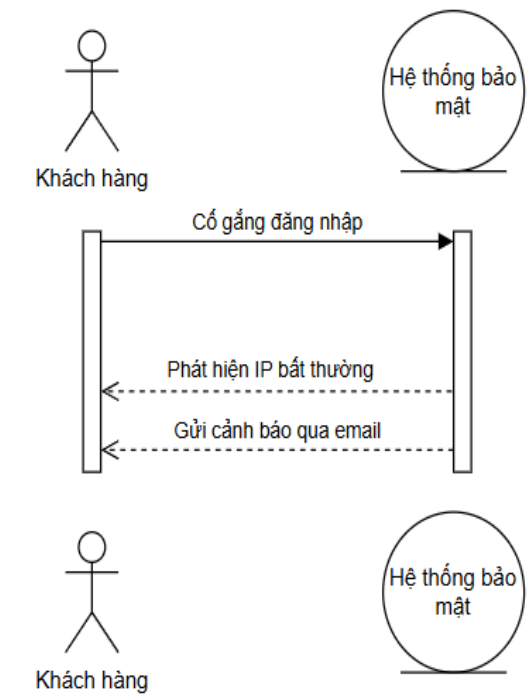 Hệ thống bảo
mật
Khách hàng
Cố gắng đăng nhập
Phát hiện IP bất thường
Gửi cảnh báo qua email
Hệ thống bảo
mật
Khách hàng